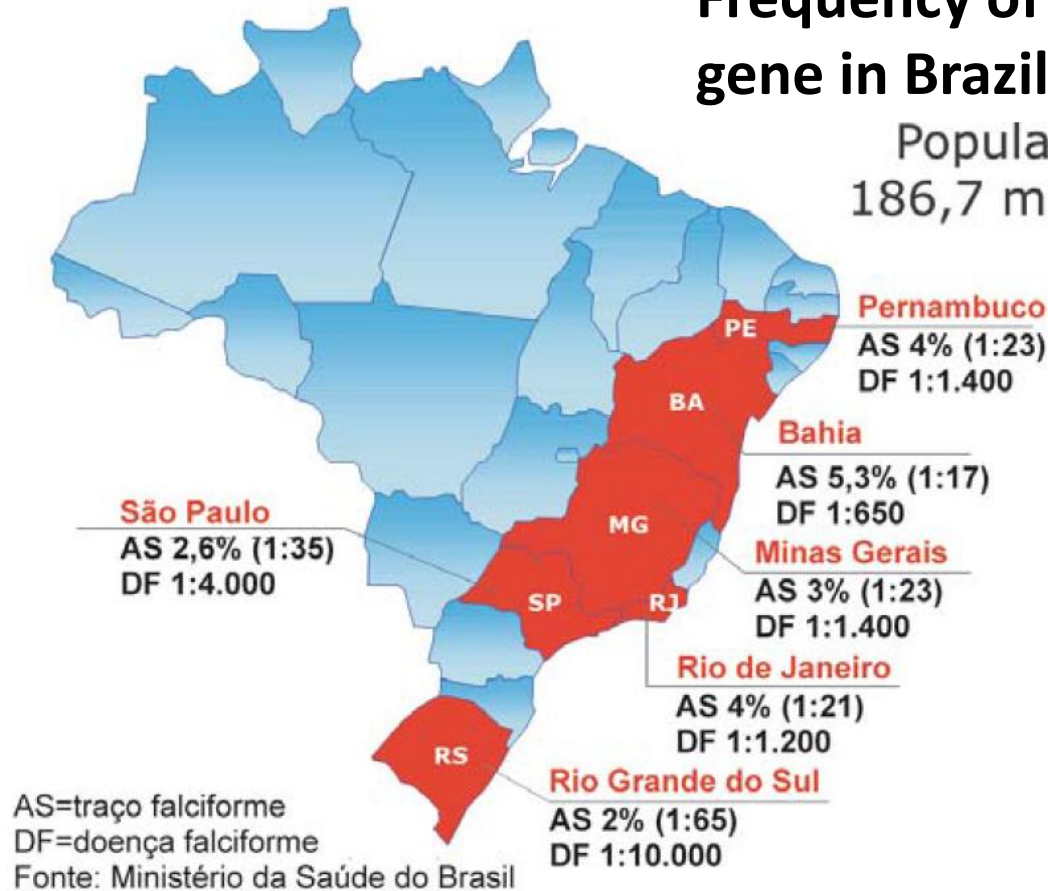 Frequency of
gene in Brazil
Popula
186,7 m
Pernambuco
AS 4% (1:23)
DF 1:1.400
PE
BA
Bahia
AS 5,3% (1:17)
DF 1:650
São Paulo
AS 2,6% (1:35)
DF 1:4.000
MG
Minas Gerais
AS 3% (1:23)
DF 1:1.400
SP
RJ
Rio de Janeiro
AS 4% (1:21)
DF 1:1.200
RS
Rio Grande do Sul
AS 2% (1:65)
DF 1:10.000
AS=traço falciforme
DF=doença falciforme
Fonte: Ministério da Saúde do Brasil